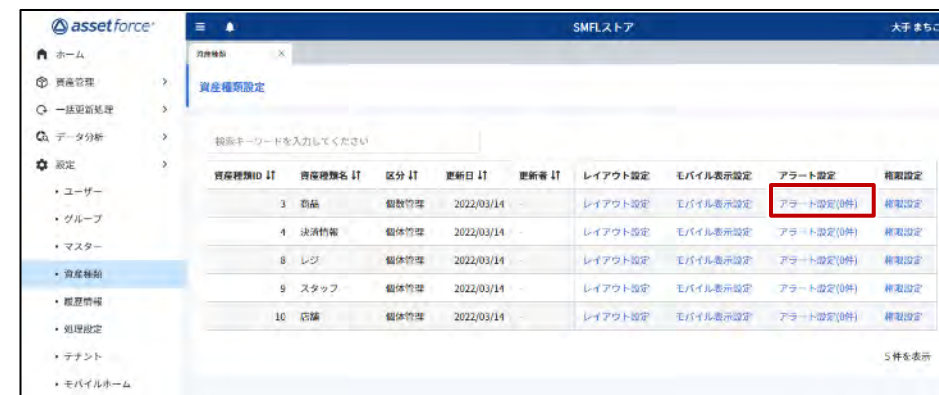 assetforce
SMFLストア
大手 まちこ
ホーム
資産管理
一括更新処理
データ分析
設定
・ユーザー
・グループ
・マスター
・資産種類
・履歴情報
・処理設定
・テナント
・モバイルホーム
資産種類 ×
資産種類設定
検索キーワードを入力してください
資産種類ID ↓↑ 資産種類名 ↓↑ 区分 ↓↑ 更新日 ↓↑ 更新者 ↓↑ レイアウト設定 モバイル表示設定 アラート設定 権限設定
3 商品 個数管理 2022/03/14 - レイアウト設定 モバイル表示設定 アラート設定(0件) 権限設定
4 決済情報 個体管理 2022/03/14 - レイアウト設定 モバイル表示設定 アラート設定(0件) 権限設定
8 レジ 個体管理 2022/03/14 - レイアウト設定 モバイル表示設定 アラート設定(0件) 権限設定
9 スタッフ 個体管理 2022/03/14 - レイアウト設定 モバイル表示設定 アラート設定(0件) 権限設定
10 店舗 個体管理 2022/03/14 - レイアウト設定 モバイル表示設定 アラート設定(0件) 権限設定
5件を表示